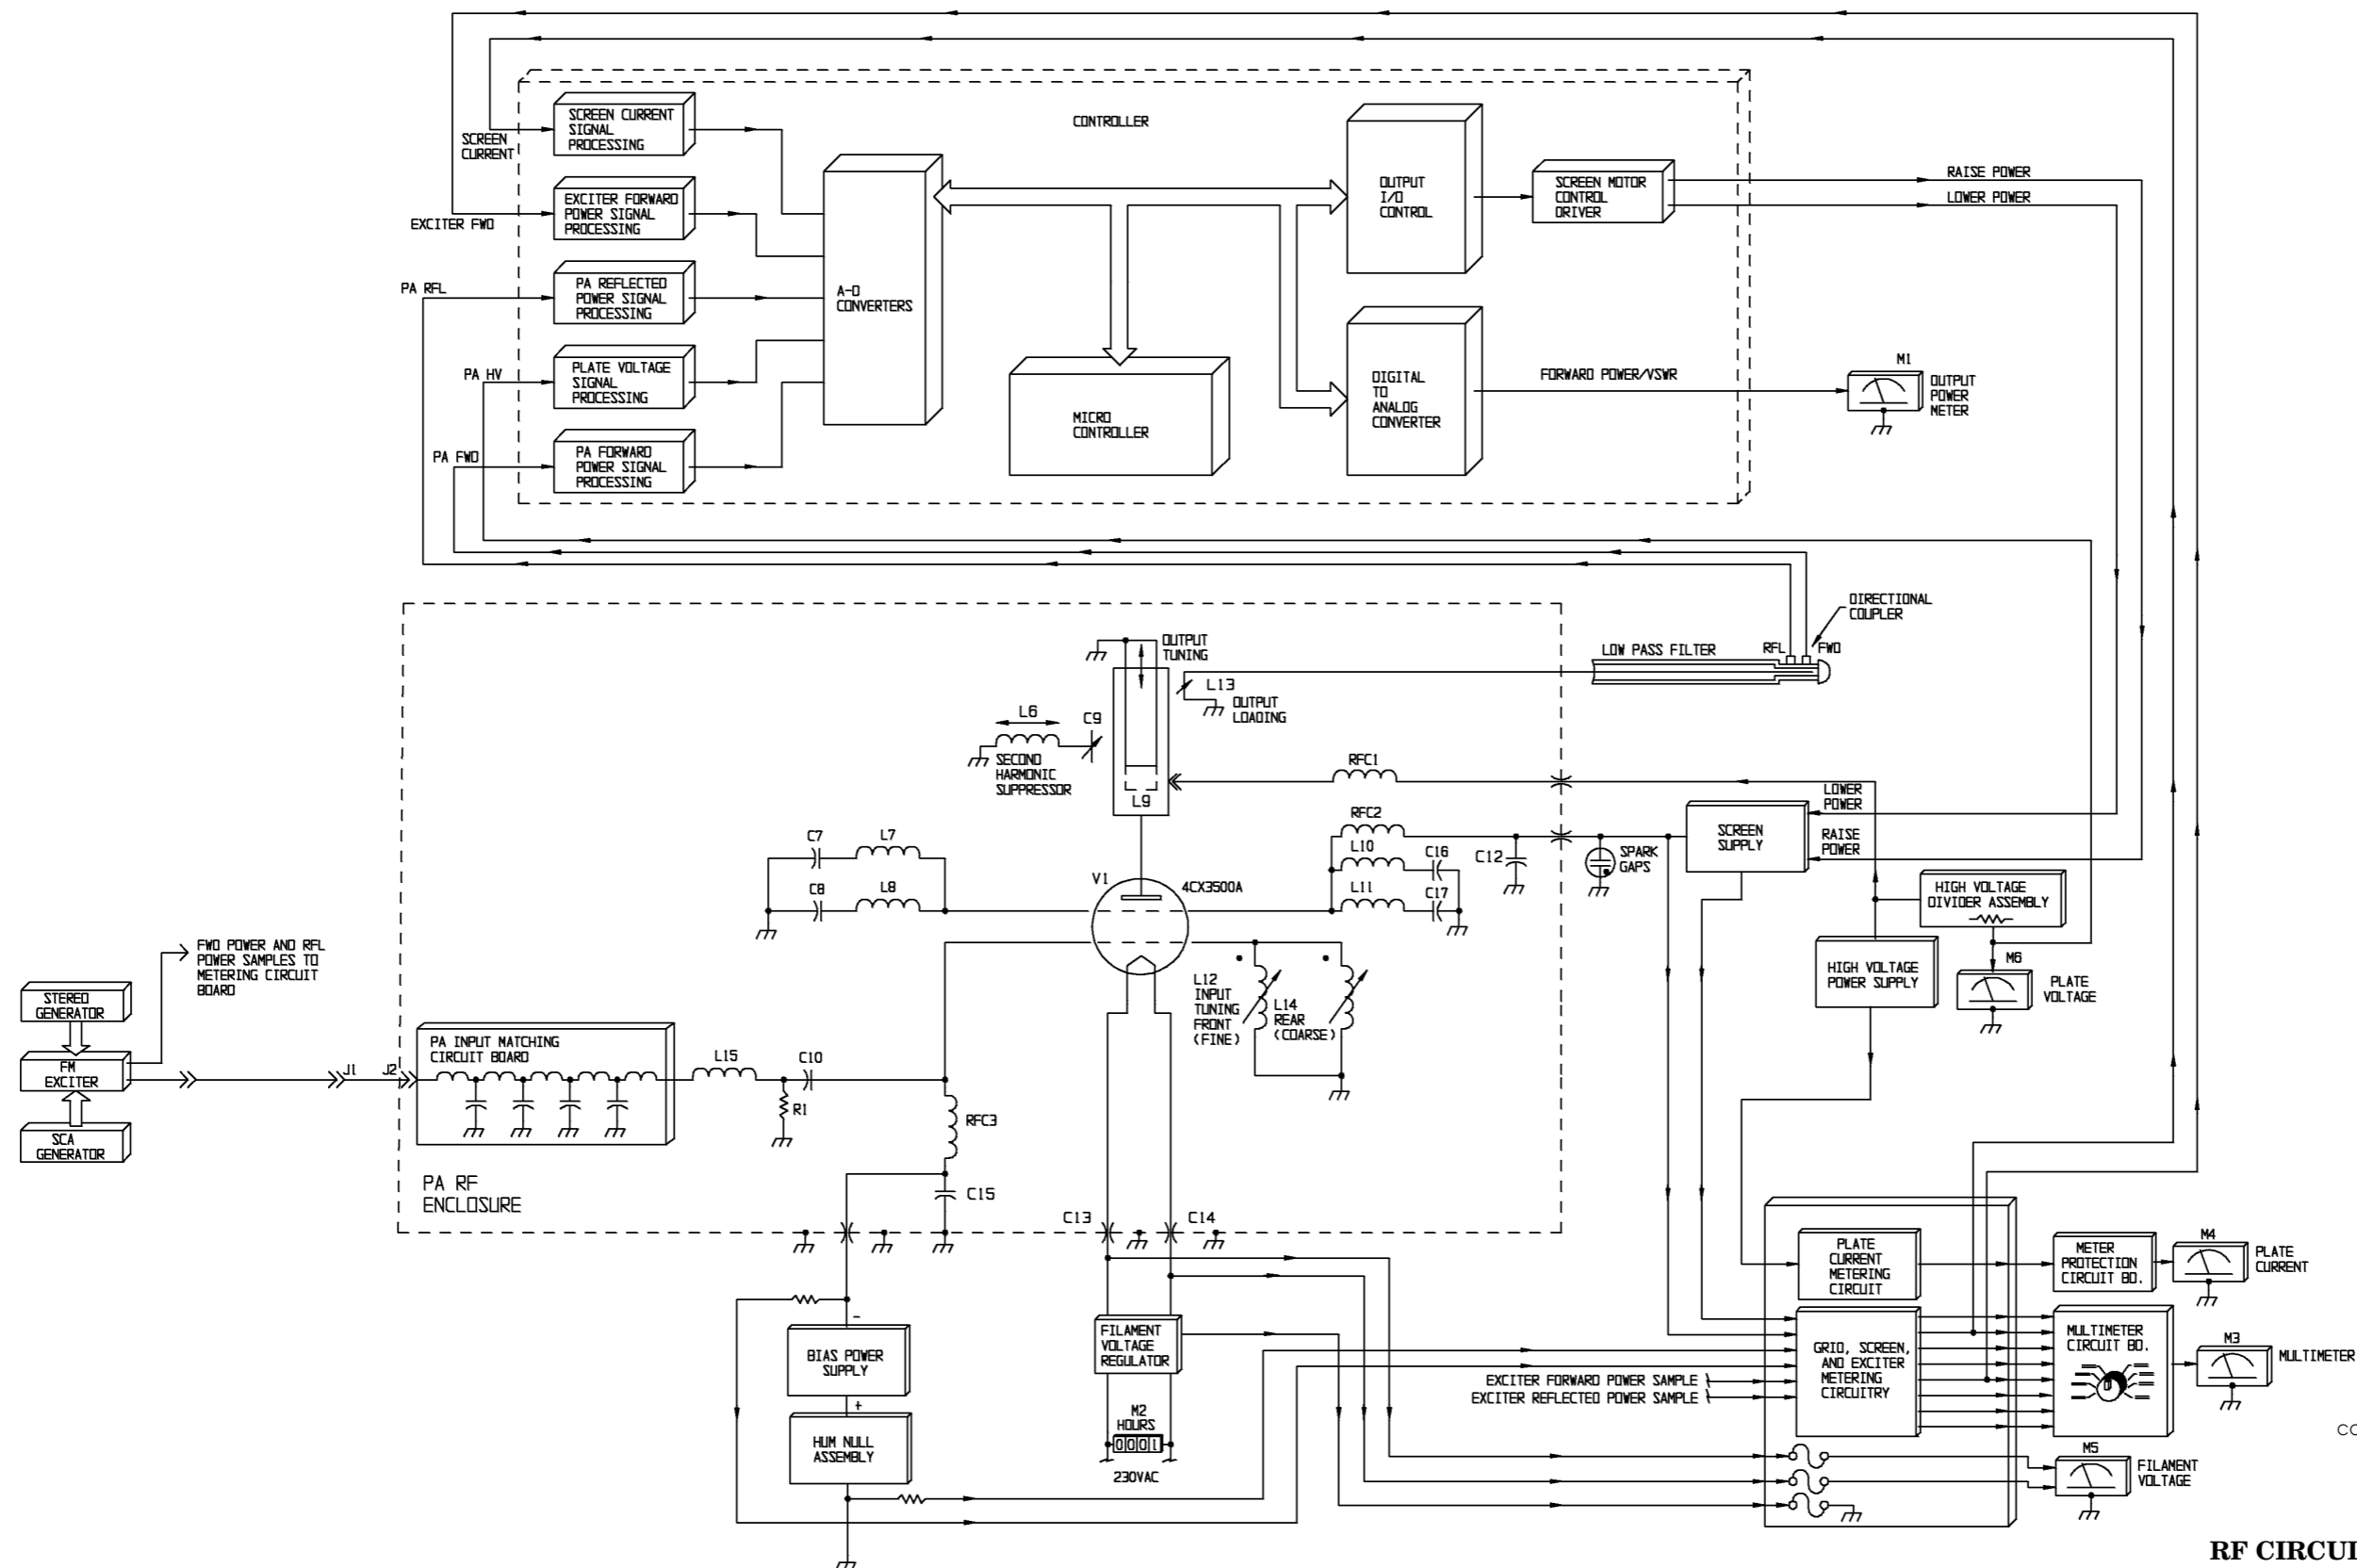 SCREEN CURRENT
SIGNAL
PROCESSING
CONTROLLER
SCREEN
CURRENT
EXCITER FORWARD
POWER SIGNAL
PROCESSING
EXCITER FWD
PA RFL
PA REFLECTED
POWER SIGNAL
PROCESSING
PA HV
PLATE VOLTAGE
SIGNAL
PROCESSING
PA FWD
PA FORWARD
POWER SIGNAL
PROCESSING
A-D
CONVERTERS
MICRO
CONTROLLER
OUTPUT
I/O
CONTROL
SCREEN MOTOR
CONTROL
DRIVER
RAISE POWER
LOWER POWER
DIGITAL
TO
ANALOG
CONVERTER
FORWARD POWER/VSWR
M1
OUTPUT
POWER
METER
DIRECTIONAL
COUPLER
LOW PASS FILTER
RFL
FWD
OUTPUT
TUNING
L13
OUTPUT
LOADING
L6
C9
SECOND
HARMONIC
SUPPRESSOR
L9
RFC1
RFC2
L10
C16
L11
C17
C12
SPARK
GAPS
SCREEN
SUPPLY
LOWER
POWER
RAISE
POWER
C7
L7
C8
L8
V1
4CX3500A
HIGH VOLTAGE
DIVIDER ASSEMBLY
HIGH VOLTAGE
POWER SUPPLY
M6
PLATE
VOLTAGE
FWD POWER AND RFL
POWER SAMPLES TO
METERING CIRCUIT
BOARD
STEREO
GENERATOR
FM
EXCITER
SCA
GENERATOR
J1
J2
PA INPUT MATCHING
CIRCUIT BOARD
L15
C10
R1
RFC3
C15
L12
INPUT
TUNING
FRONT
(FINE)
L14
REAR
(COARSE)
PA RF
ENCLOSURE
C13
C14
-
BIAS POWER
SUPPLY
+
HUM NULL
ASSEMBLY
FILAMENT
VOLTAGE
REGULATOR
M2
HOURS
0001
230VAC
PLATE
CURRENT
METERING
CIRCUIT
METER
PROTECTION
CIRCUIT BD.
M4
PLATE
CURRENT
GRID, SCREEN,
AND EXCITER
METERING
CIRCUITRY
EXCITER FORWARD POWER SAMPLE
EXCITER REFLECTED POWER SAMPLE
MULTIMETER
CIRCUIT BD.
M3
MULTIMETER
M5
FILAMENT
VOLTAGE
CO
RF CIRCUI